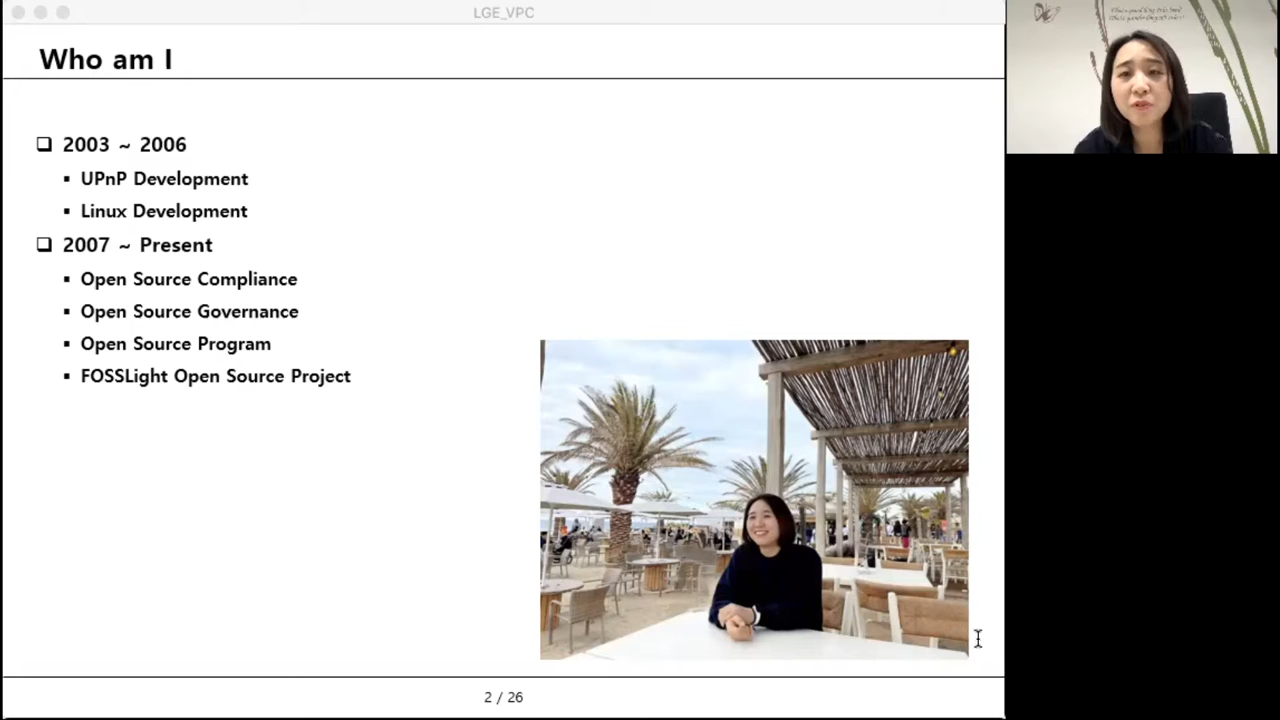 LGE_VPC
Who am I
2003 ~ 2006
UPnP Development
Linux Development
2007 ~ Present
Open Source Compliance
Open Source Governance
Open Source Program
FOSSLight Open Source Project
2 / 26